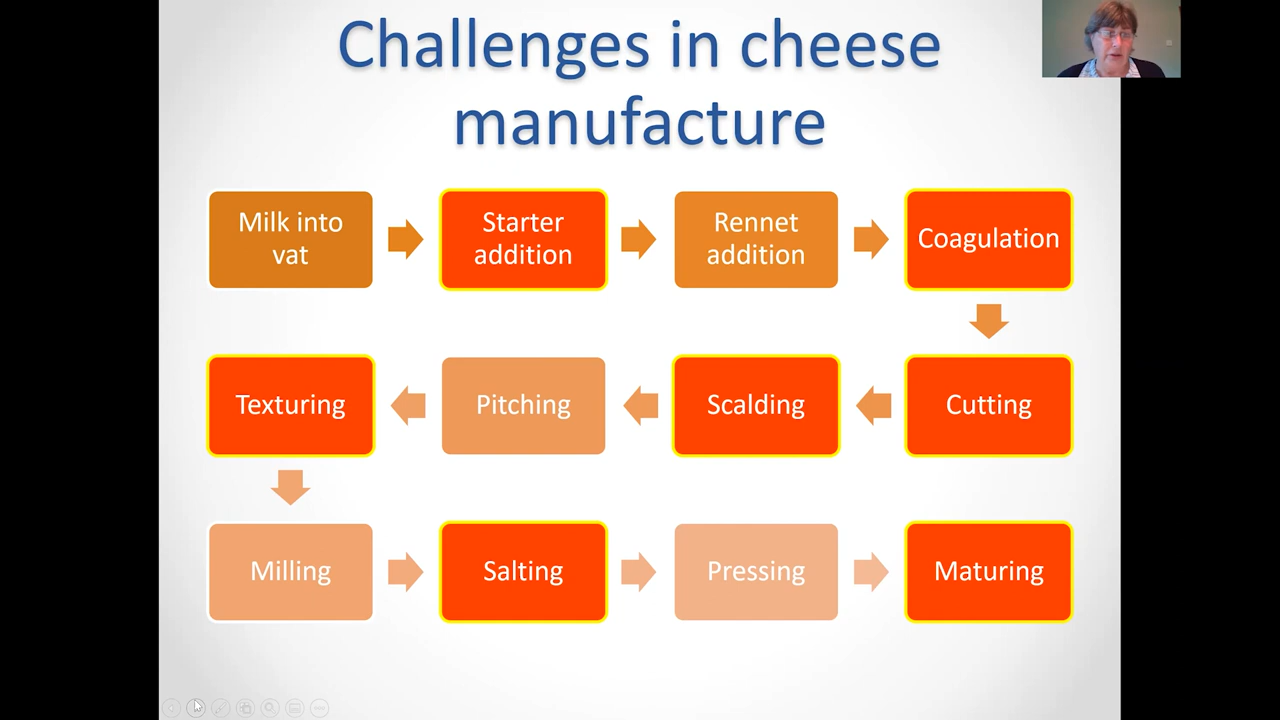 Challenges in cheese
manufacture
Milk into
vat
Starter
addition
Rennet
addition
Coagulation
Cutting
Scalding
Pitching
Texturing
Milling
Salting
Pressing
Maturing